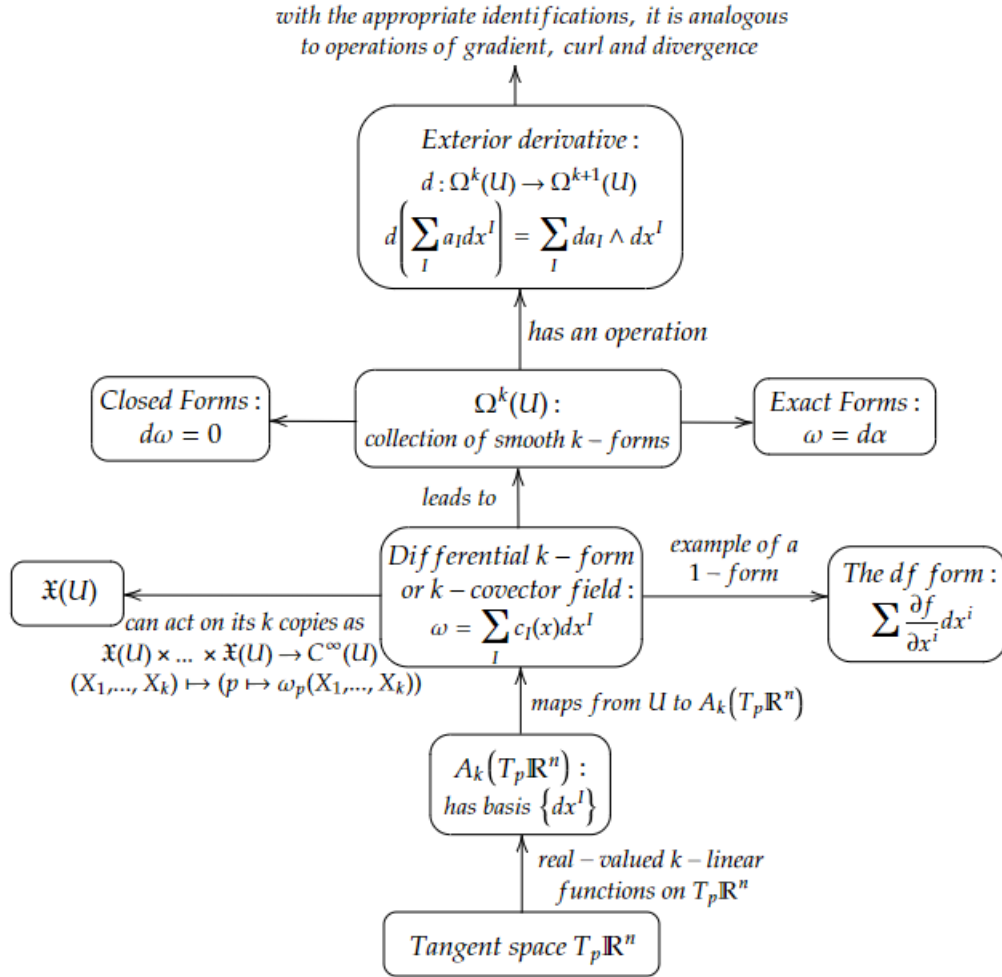 with the appropriate identifications, it is analogous
to operations of gradient, curl and divergence
Exterior derivative :
d : Ω^k(U) → Ω^{k+1}(U)
d(∑_I a_I dx^I) = ∑_I da_I ∧ dx^I
has an operation
Closed Forms :
dω = 0
Ω^k(U) :
collection of smooth k − forms
Exact Forms :
ω = dα
leads to
𝔛(U)
Differential k − form
or k − covector field :
ω = ∑_I c_I(x)dx^I
example of a
1 − form
The df form :
∑ ∂f/∂x^i dx^i
can act on its k copies as
𝔛(U) × ... × 𝔛(U) → C^∞(U)
(X_1,..., X_k) ↦ (p ↦ ω_p(X_1,..., X_k))
maps from U to A_k(T_pℝ^n)
A_k(T_pℝ^n) :
has basis {dx^I}
real − valued k − linear
functions on T_pℝ^n
Tangent space T_pℝ^n